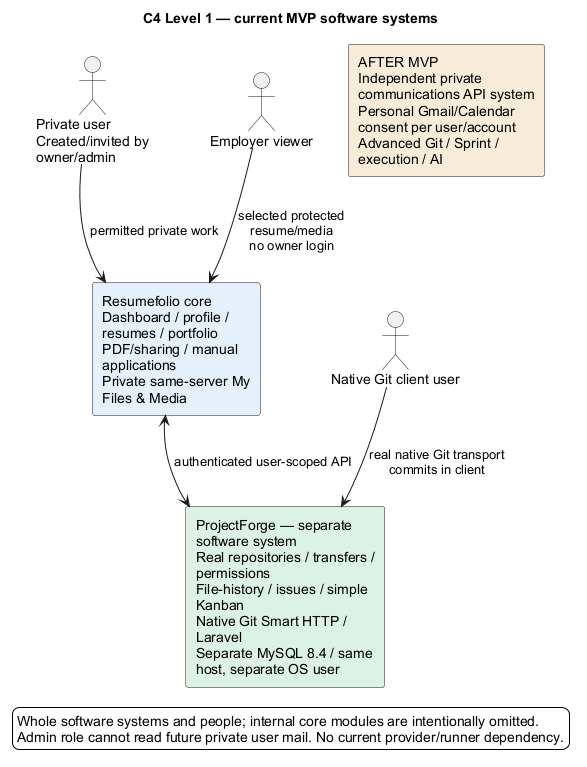 C4 Level 1 — current MVP software systems
AFTER MVP
Independent private
communications API system
Personal Gmail/Calendar
consent per user/account
Advanced Git / Sprint /
execution / AI
Private user
Created/invited by
owner/admin
Employer viewer
permitted private work
selected protected
resume/media
no owner login
Resumefolio core
Dashboard / profile /
resumes / portfolio
PDF/sharing / manual
applications
Private same-server My
Files & Media
Native Git client user
authenticated user-scoped API
real native Git transport
commits in client
ProjectForge — separate
software system
Real repositories / transfers /
permissions
File-history / issues / simple
Kanban
Native Git Smart HTTP /
Laravel
Separate MySQL 8.4 / same
host, separate OS user
Whole software systems and people; internal core modules are intentionally omitted.
Admin role cannot read future private user mail. No current provider/runner dependency.